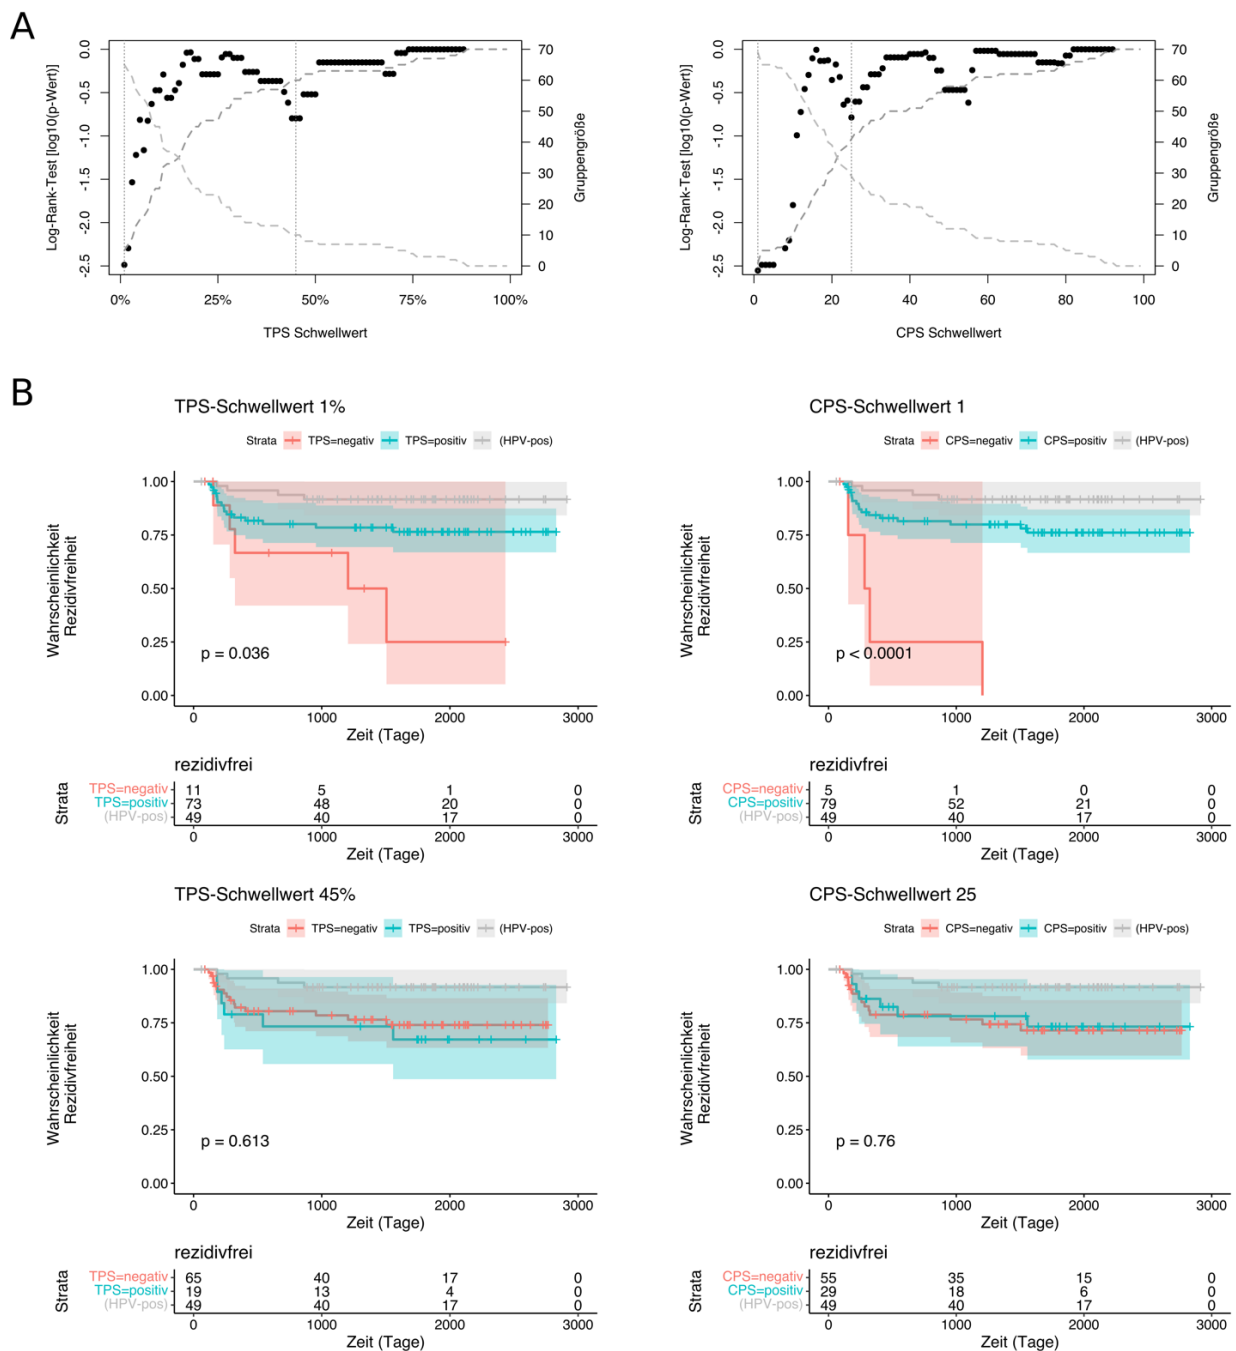 A
0.0
-0.5
-1.0
-1.5
-2.0
-2.5
Log-Rank-Test [log10(p-Wert)]
70
60
50
40
30
20
10
0
Gruppengröße
0% 25% 50% 75% 100%
TPS Schwellwert
0.0
-0.5
-1.0
-1.5
-2.0
-2.5
Log-Rank-Test [log10(p-Wert)]
70
60
50
40
30
20
10
0
Gruppengröße
0 20 40 60 80 100
CPS Schwellwert
B
TPS-Schwellwert 1%
Strata TPS=negativ TPS=positiv (HPV-pos)
Wahrscheinlichkeit
Rezidivfreiheit
1.00
0.75
0.50
0.25
0.00
p = 0.036
0 1000 2000 3000
Zeit (Tage)
rezidivfrei
Strata
TPS=negativ 11 5 1 0
TPS=positiv 73 48 20 0
(HPV-pos) 49 40 17 0
0 1000 2000 3000
Zeit (Tage)
CPS-Schwellwert 1
Strata CPS=negativ CPS=positiv (HPV-pos)
Wahrscheinlichkeit
Rezidivfreiheit
1.00
0.75
0.50
0.25
0.00
p < 0.0001
0 1000 2000 3000
Zeit (Tage)
rezidivfrei
Strata
CPS=negativ 5 1 0 0
CPS=positiv 79 52 21 0
(HPV-pos) 49 40 17 0
0 1000 2000 3000
Zeit (Tage)
TPS-Schwellwert 45%
Strata TPS=negativ TPS=positiv (HPV-pos)
Wahrscheinlichkeit
Rezidivfreiheit
1.00
0.75
0.50
0.25
0.00
p = 0.613
0 1000 2000 3000
Zeit (Tage)
rezidivfrei
Strata
TPS=negativ 65 40 17 0
TPS=positiv 19 13 4 0
(HPV-pos) 49 40 17 0
0 1000 2000 3000
Zeit (Tage)
CPS-Schwellwert 25
Strata CPS=negativ CPS=positiv (HPV-pos)
Wahrscheinlichkeit
Rezidivfreiheit
1.00
0.75
0.50
0.25
0.00
p = 0.76
0 1000 2000 3000
Zeit (Tage)
rezidivfrei
Strata
CPS=negativ 55 35 15 0
CPS=positiv 29 18 6 0
(HPV-pos) 49 40 17 0
0 1000 2000 3000
Zeit (Tage)